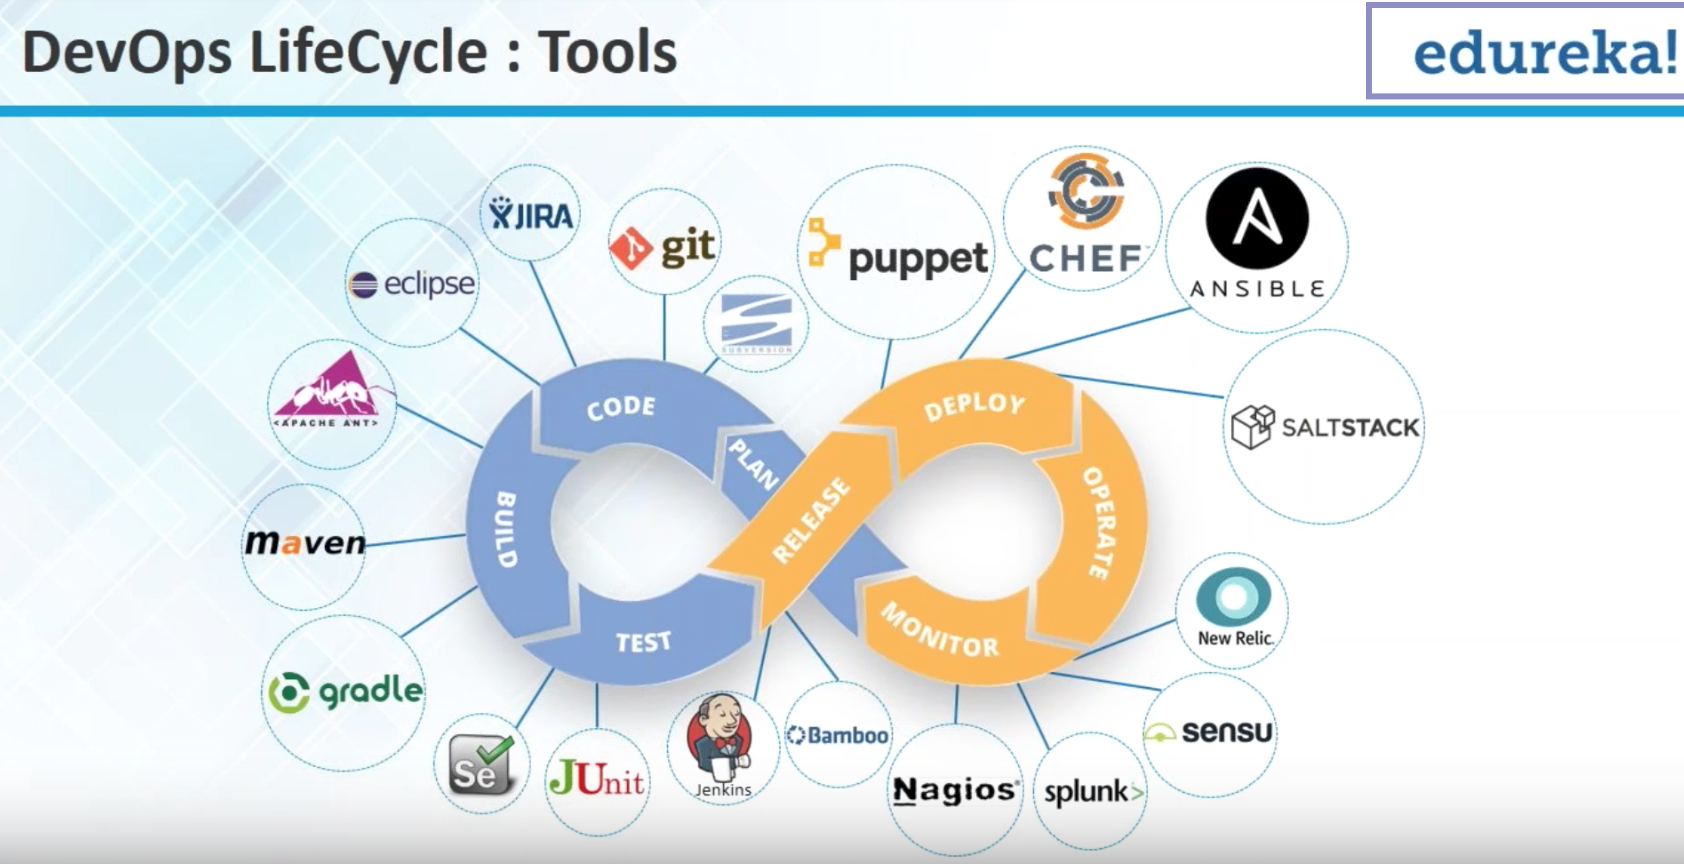 DevOps LifeCycle : Tools
edureka!
JIRA
git
eclipse
SUBVERSION
puppet
CHEF
ANSIBLE
<APACHE ANT>
SALTSTACK
maven
gradle
CODE
PLAN
BUILD
TEST
RELEASE
DEPLOY
OPERATE
MONITOR
New Relic.
sensu
Se
JUnit
Jenkins
Bamboo
Nagios®
splunk>